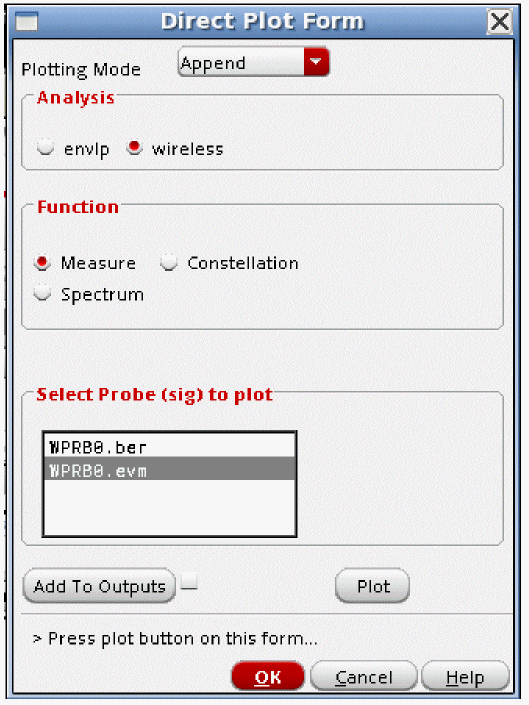 Direct Plot Form
Plotting Mode Append
Analysis
envlp wireless
Function
Measure Constellation
Spectrum
Select Probe (sig) to plot
WPRB0.ber
WPRB0.evm
Add To Outputs Plot
> Press plot button on this form...
OK Cancel Help